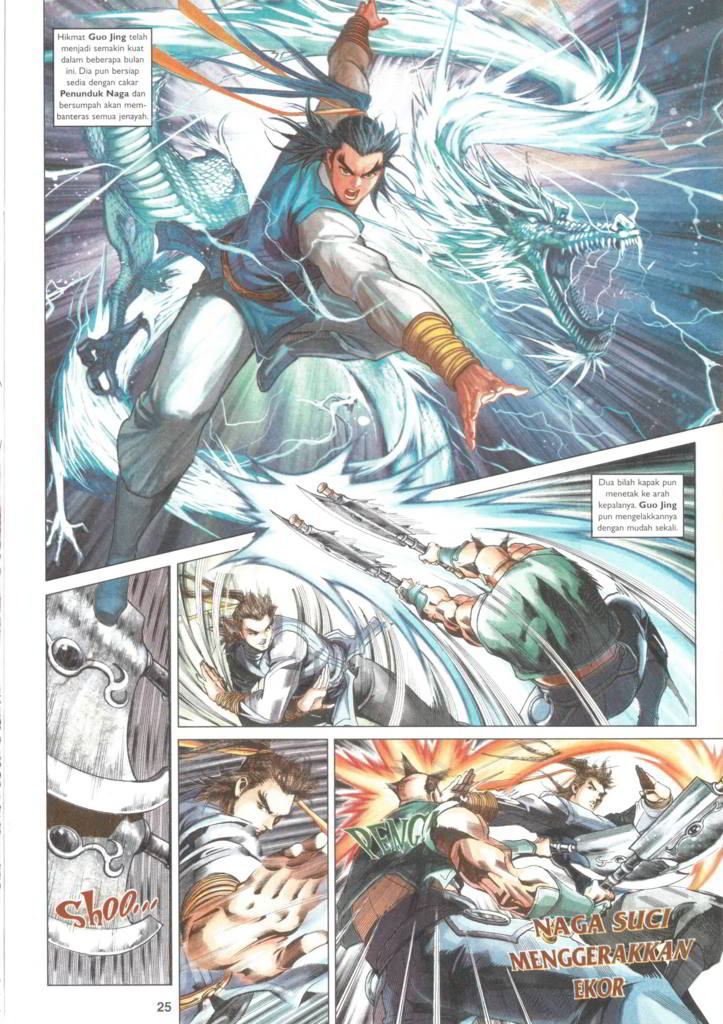 Hikmat Guo Jing telah
menjadi semakin kuat
dalam beberapa bulan
ini. Dia pun bersiap
sedia dengan cakar
Penunduk Naga dan
bersumpah akan mem-
banteras semua jenayah.
Dua bilah kapak pun
menetak ke arah
kepalanya. Guo Jing
pun mengelakkannya
dengan mudah sekali.
Shoo...
PENG!
NAGA SUCI
MENGGERAKKAN
EKOR
25